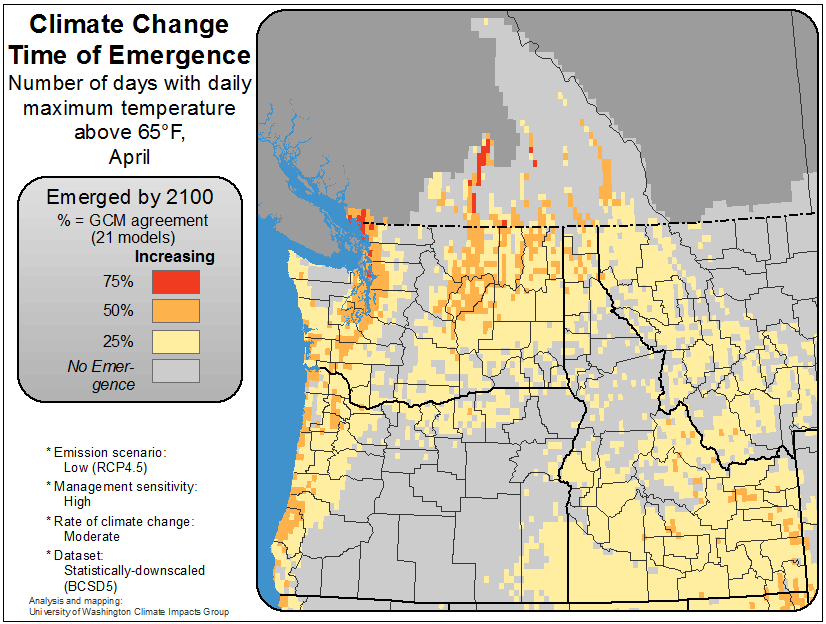 Climate Change
Time of Emergence
Number of days with daily
maximum temperature
above 65°F,
April
Emerged by 2100
% = GCM agreement
(21 models)
Increasing
75%
50%
25%
No Emer-
gence
* Emission scenario:
Low (RCP4.5)
* Management sensitivity:
High
* Rate of climate change:
Moderate
* Dataset:
Statistically-downscaled
(BCSD5)
Analysis and mapping:
University of Washington Climate Impacts Group